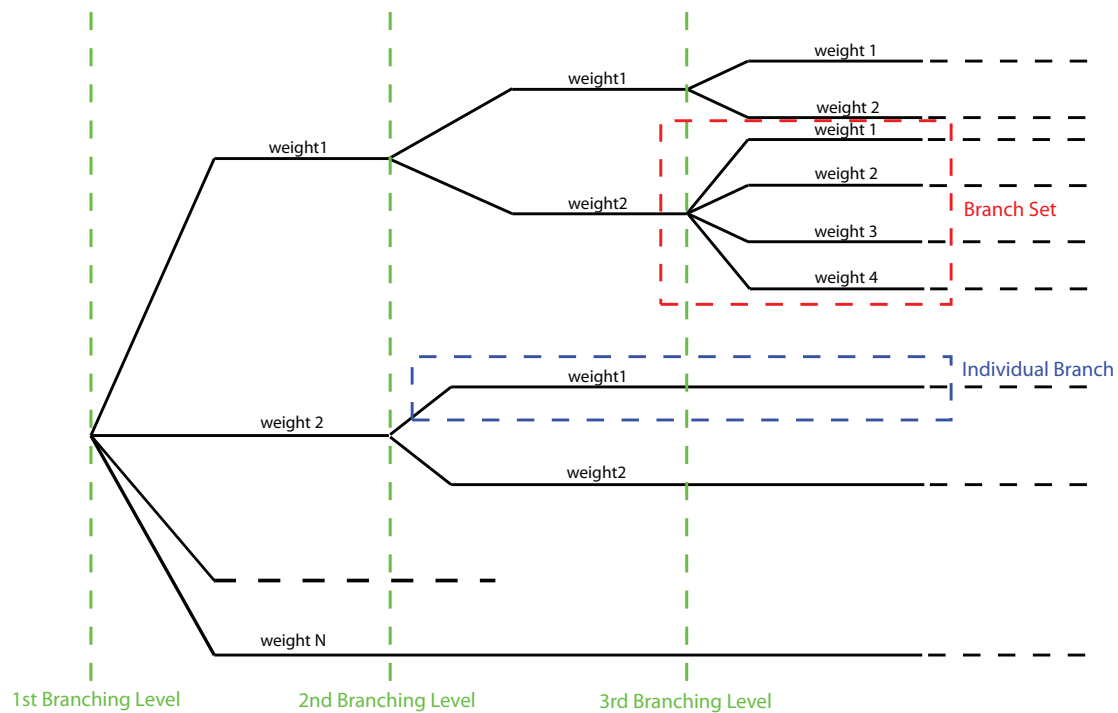 weight 1
weight1
weight 2
weight 1
weight1
weight 2
weight2
Branch Set
weight 3
weight 4
Individual Branch
weight1
weight 2
weight2
weight N
1st Branching Level
2nd Branching Level
3rd Branching Level